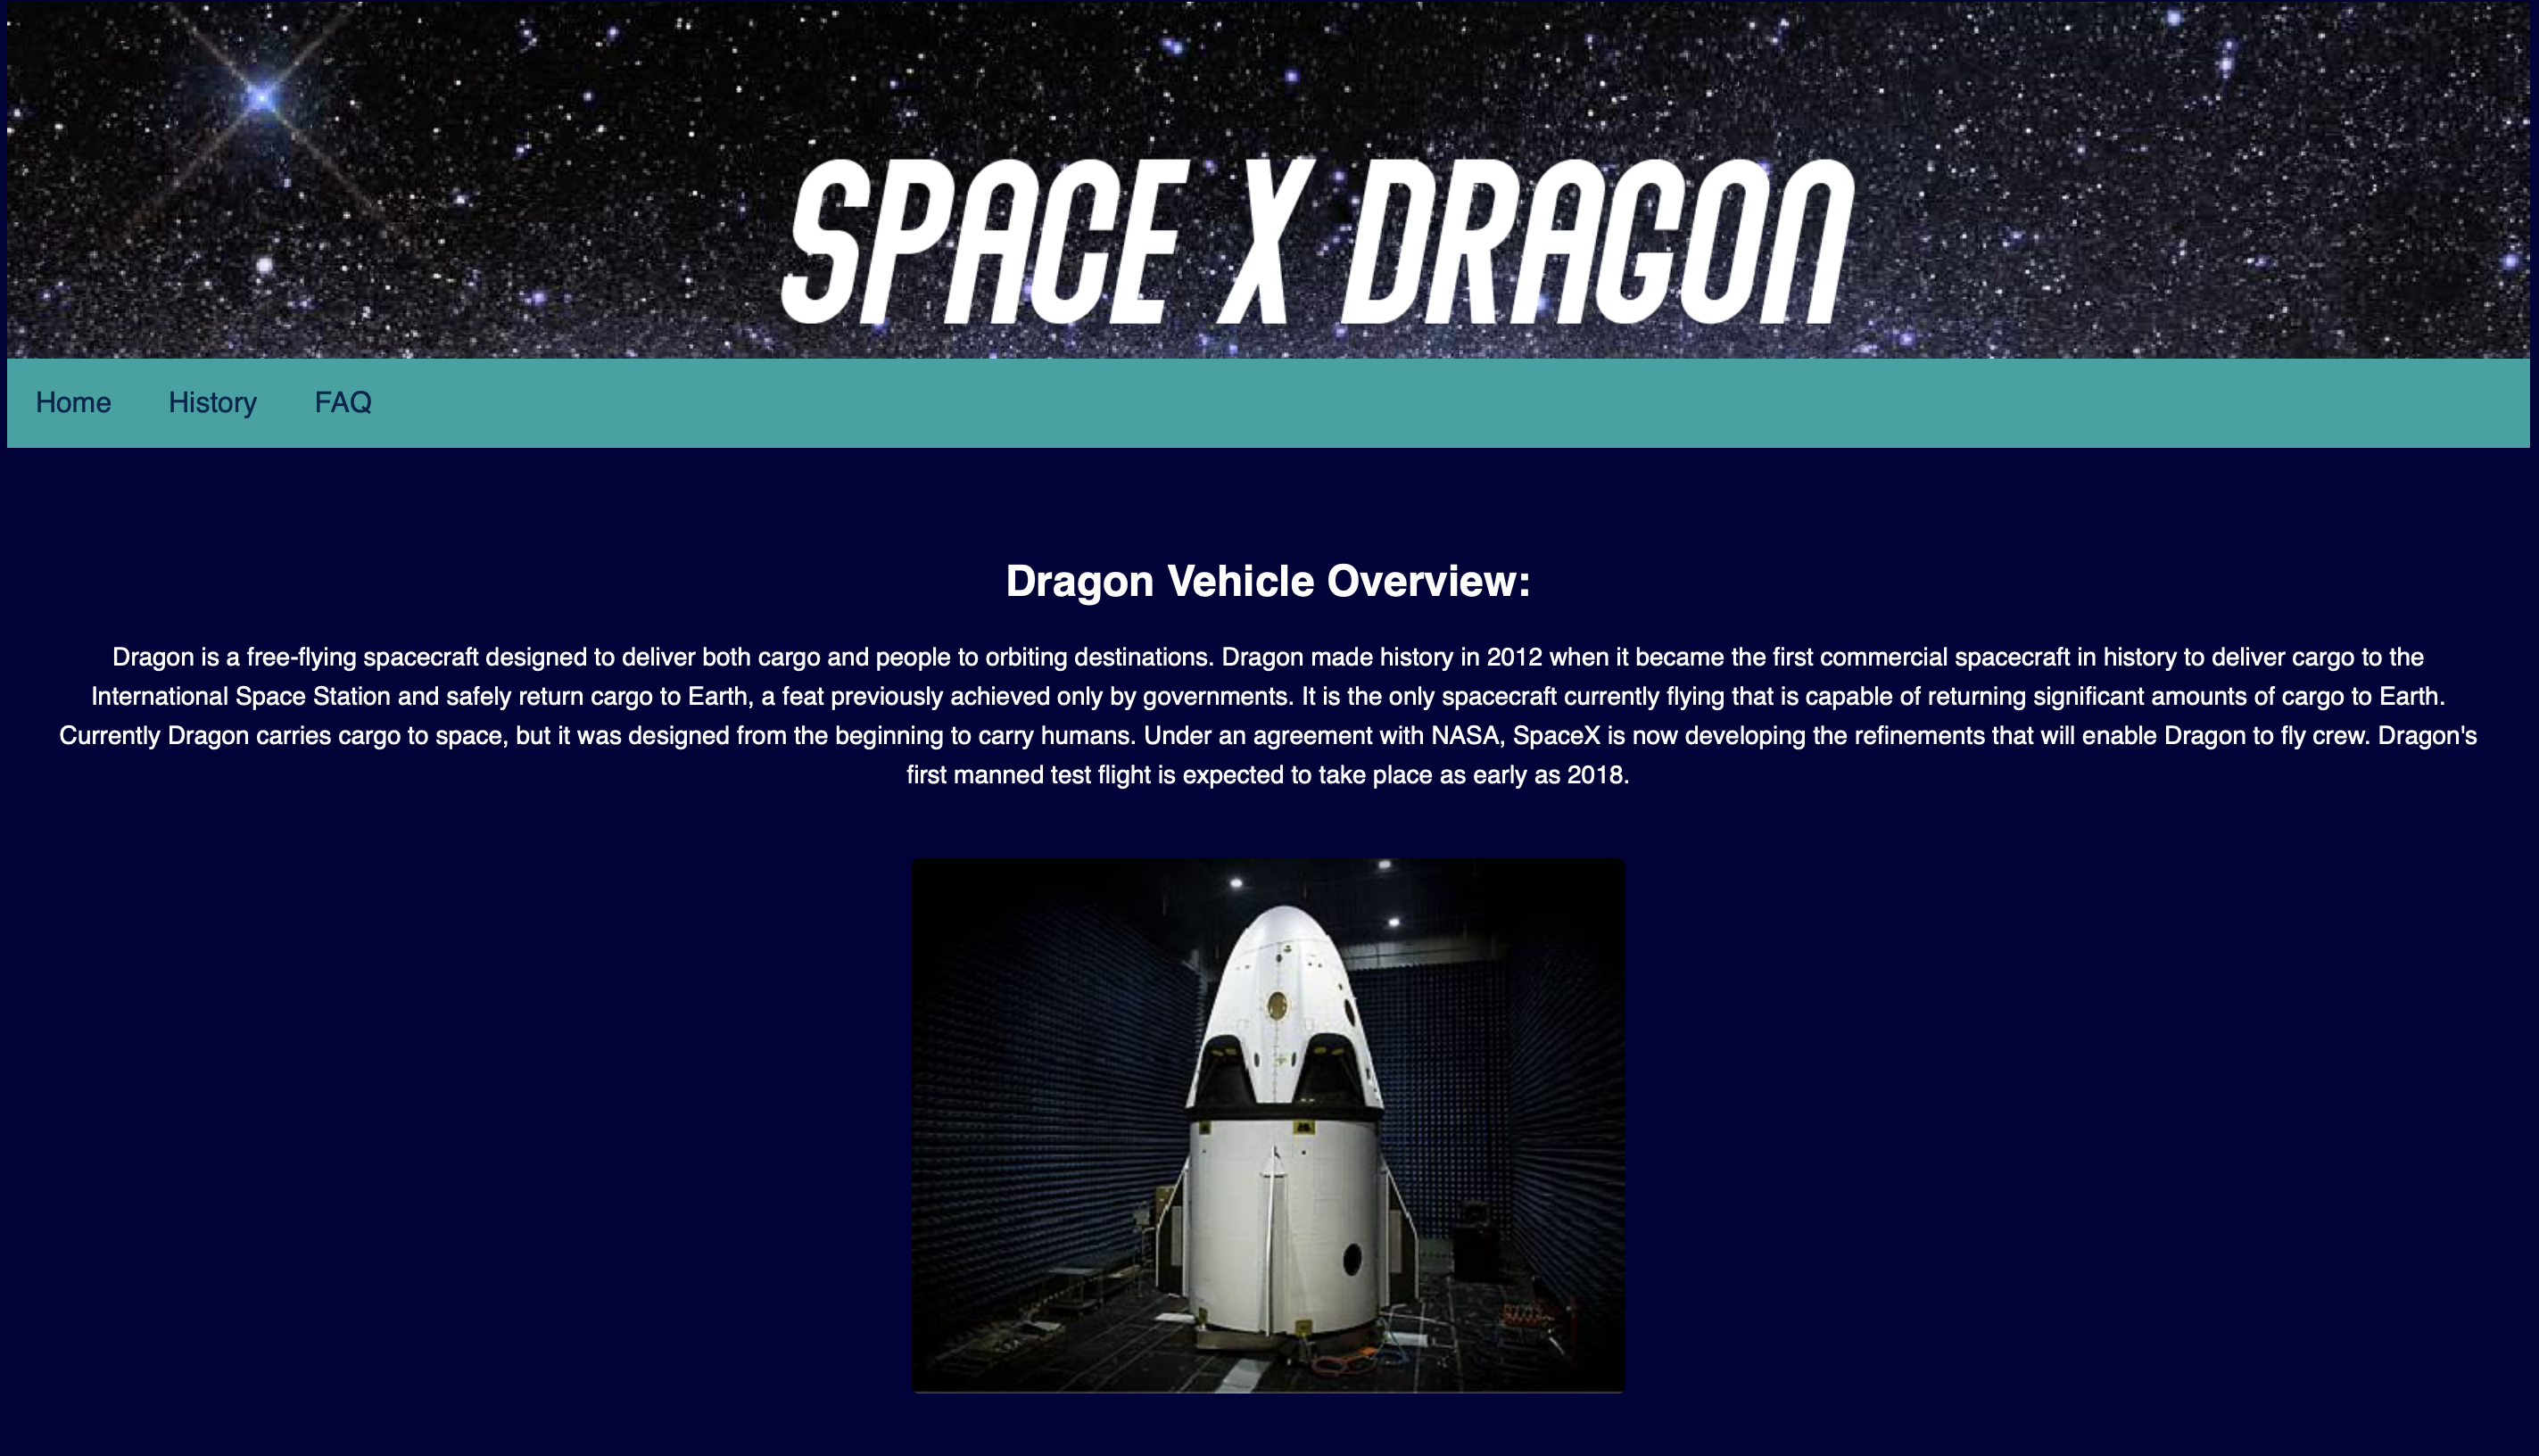 SPACE X DRAGON
Home History FAQ
Dragon Vehicle Overview:
Dragon is a free-flying spacecraft designed to deliver both cargo and people to orbiting destinations. Dragon made history in 2012 when it became the first commercial spacecraft in history to deliver cargo to the
International Space Station and safely return cargo to Earth, a feat previously achieved only by governments. It is the only spacecraft currently flying that is capable of returning significant amounts of cargo to Earth.
Currently Dragon carries cargo to space, but it was designed from the beginning to carry humans. Under an agreement with NASA, SpaceX is now developing the refinements that will enable Dragon to fly crew. Dragon's
first manned test flight is expected to take place as early as 2018.